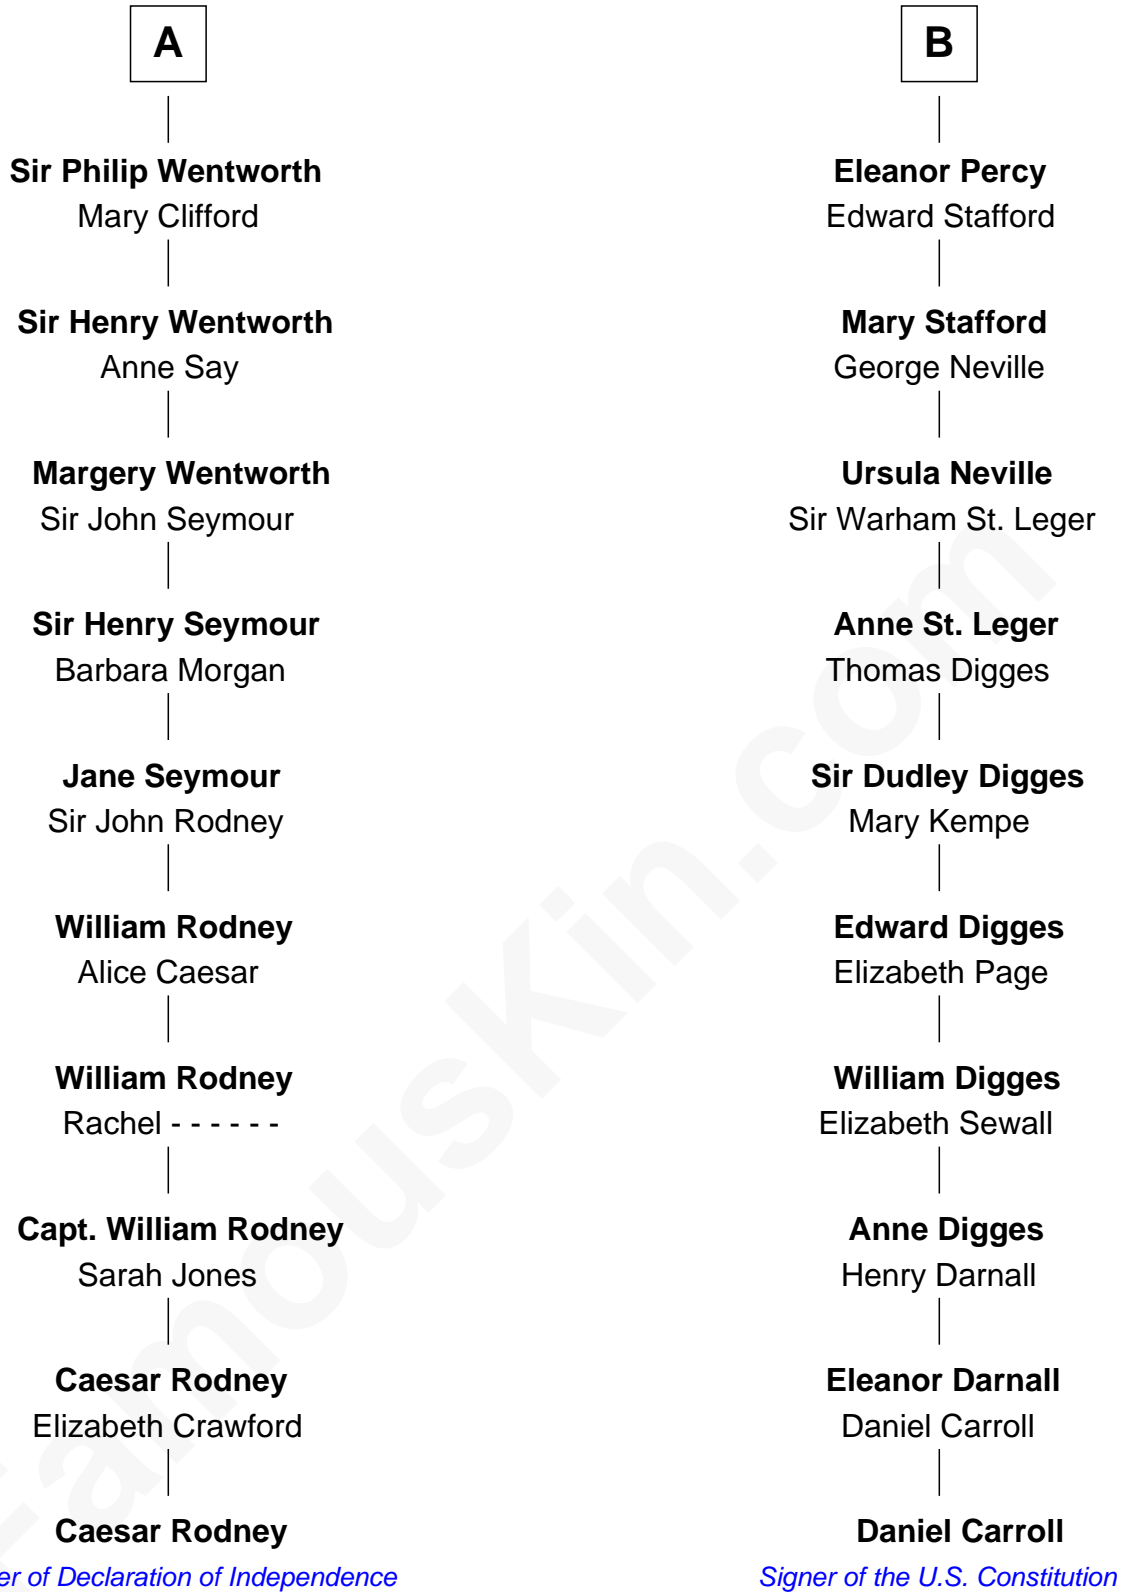 A
Sir Philip Wentworth
Mary Clifford
Sir Henry Wentworth
Anne Say
Margery Wentworth
Sir John Seymour
Sir Henry Seymour
Barbara Morgan
Jane Seymour
Sir John Rodney
William Rodney
Alice Caesar
William Rodney
Rachel - - - - - -
Capt. William Rodney
Sarah Jones
Caesar Rodney
Elizabeth Crawford
Caesar Rodney
er of Declaration of Independence
B
Eleanor Percy
Edward Stafford
Mary Stafford
George Neville
Ursula Neville
Sir Warham St. Leger
Anne St. Leger
Thomas Digges
Sir Dudley Digges
Mary Kempe
Edward Digges
Elizabeth Page
William Digges
Elizabeth Sewall
Anne Digges
Henry Darnall
Eleanor Darnall
Daniel Carroll
Daniel Carroll
Signer of the U.S. Constitution
FamousKin.com